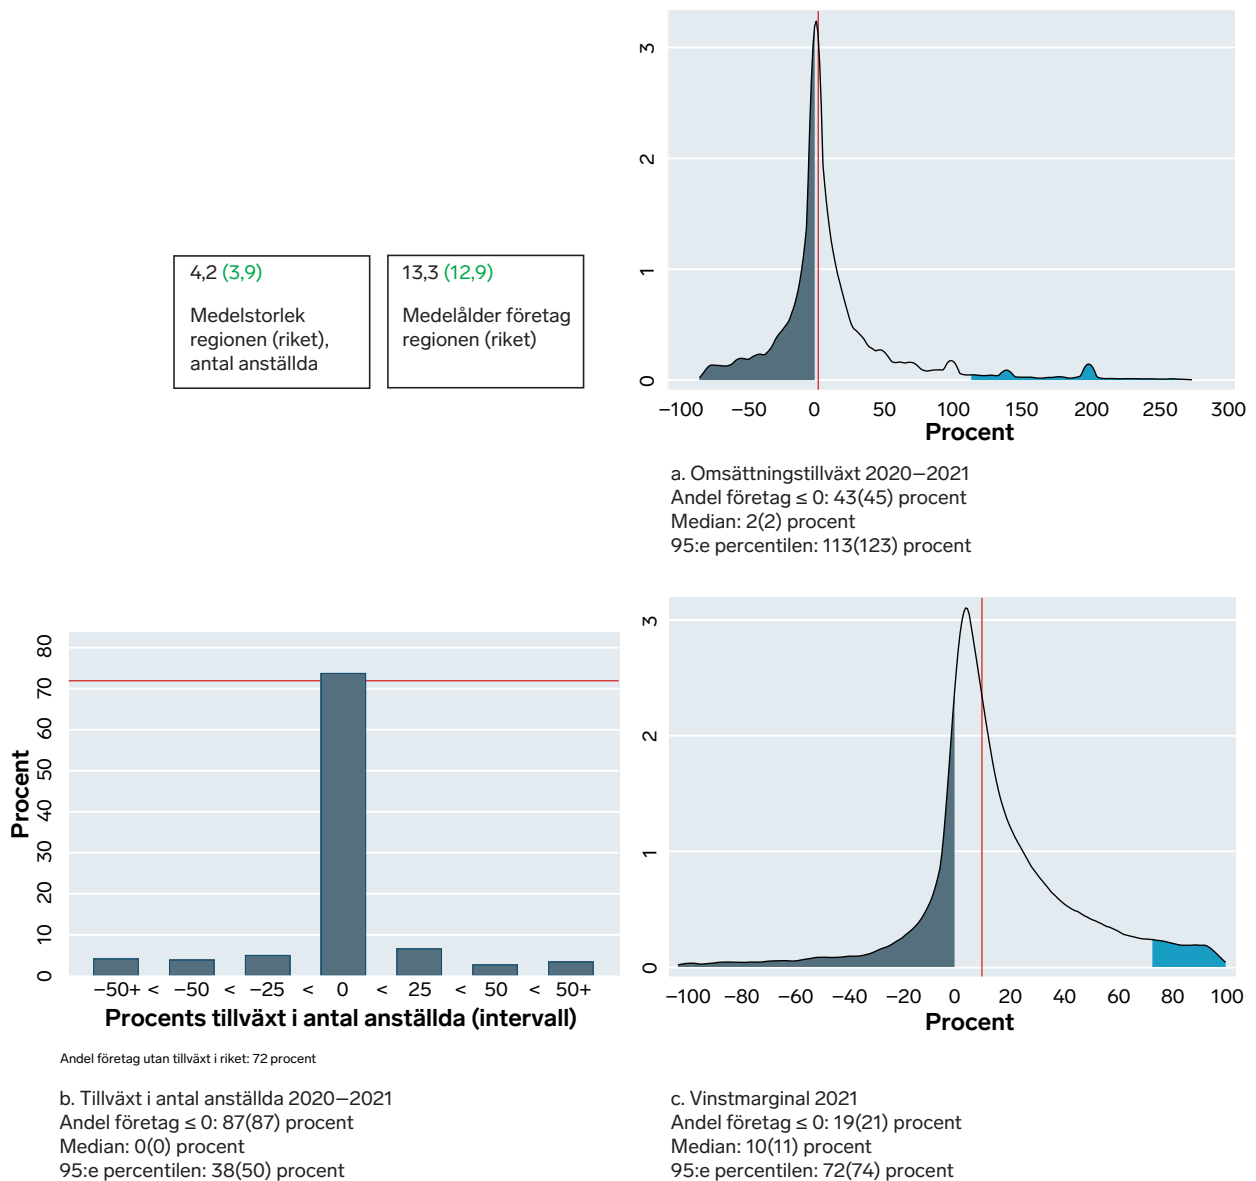 4,2 (3,9)
Medelstorlek
regionen (riket),
antal anställda
13,3 (12,9)
Medelålder företag
regionen (riket)
3
2
1
0
−100 −50 0 50 100 150 200 250 300
Procent
a. Omsättningstillväxt 2020–2021
Andel företag ≤ 0: 43(45) procent
Median: 2(2) procent
95:e percentilen: 113(123) procent
Procent
80
70
60
50
40
30
20
10
0
−50+ < −50 < −25 < 0 < 25 < 50 < 50+
Procents tillväxt i antal anställda (intervall)
Andel företag utan tillväxt i riket: 72 procent
b. Tillväxt i antal anställda 2020–2021
Andel företag ≤ 0: 87(87) procent
Median: 0(0) procent
95:e percentilen: 38(50) procent
3
2
1
0
−100 −80 −60 −40 −20 0 20 40 60 80 100
Procent
c. Vinstmarginal 2021
Andel företag ≤ 0: 19(21) procent
Median: 10(11) procent
95:e percentilen: 72(74) procent